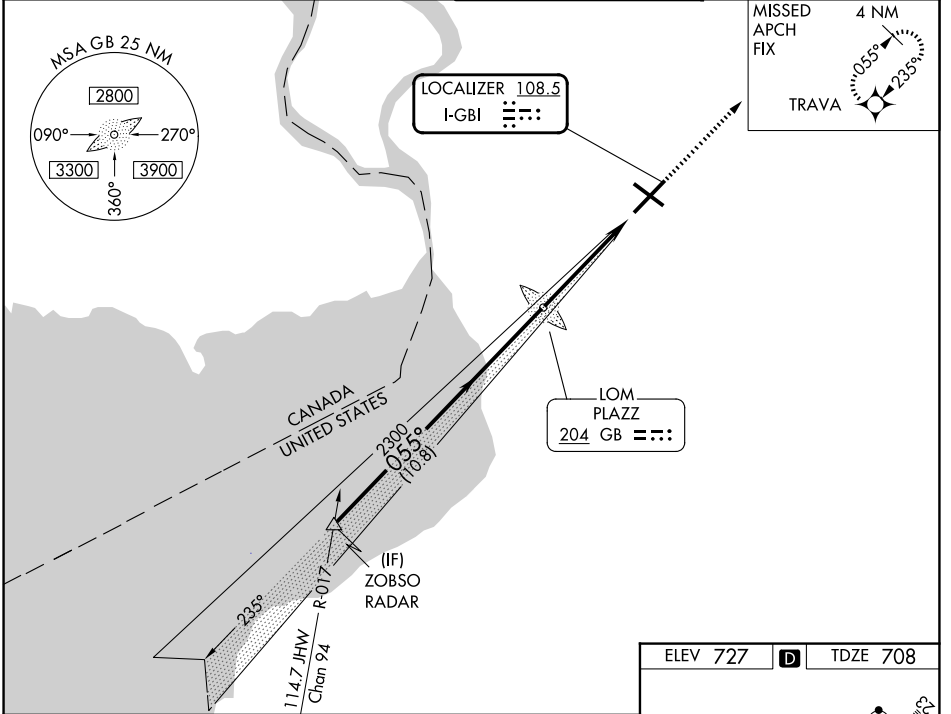 MSA GB 25 NM
2800
090°
270°
3300
3900
360°
LOCALIZER 108.5
I-GBI
MISSED
APCH
FIX
4 NM
055°
235°
TRAVA
LOM
PLAZZ
204 GB
CANADA
UNITED STATES
2300
055°
(10.8)
(IF)
ZOBSO
RADAR
235°
R-017
114.7 JHW
Chan 94
ELEV 727 D TDZE 708